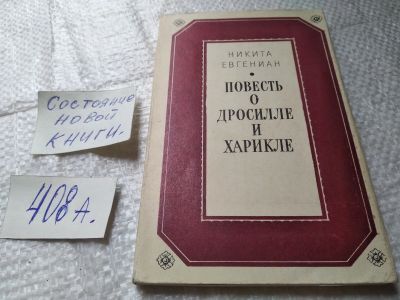 Состояние
новой
книги.
408 А.
НИКИТА
ЕВГЕНИАН
ПОВЕСТЬ
О
ДРОСИЛЛЕ
И
ХАРИКЛЕ